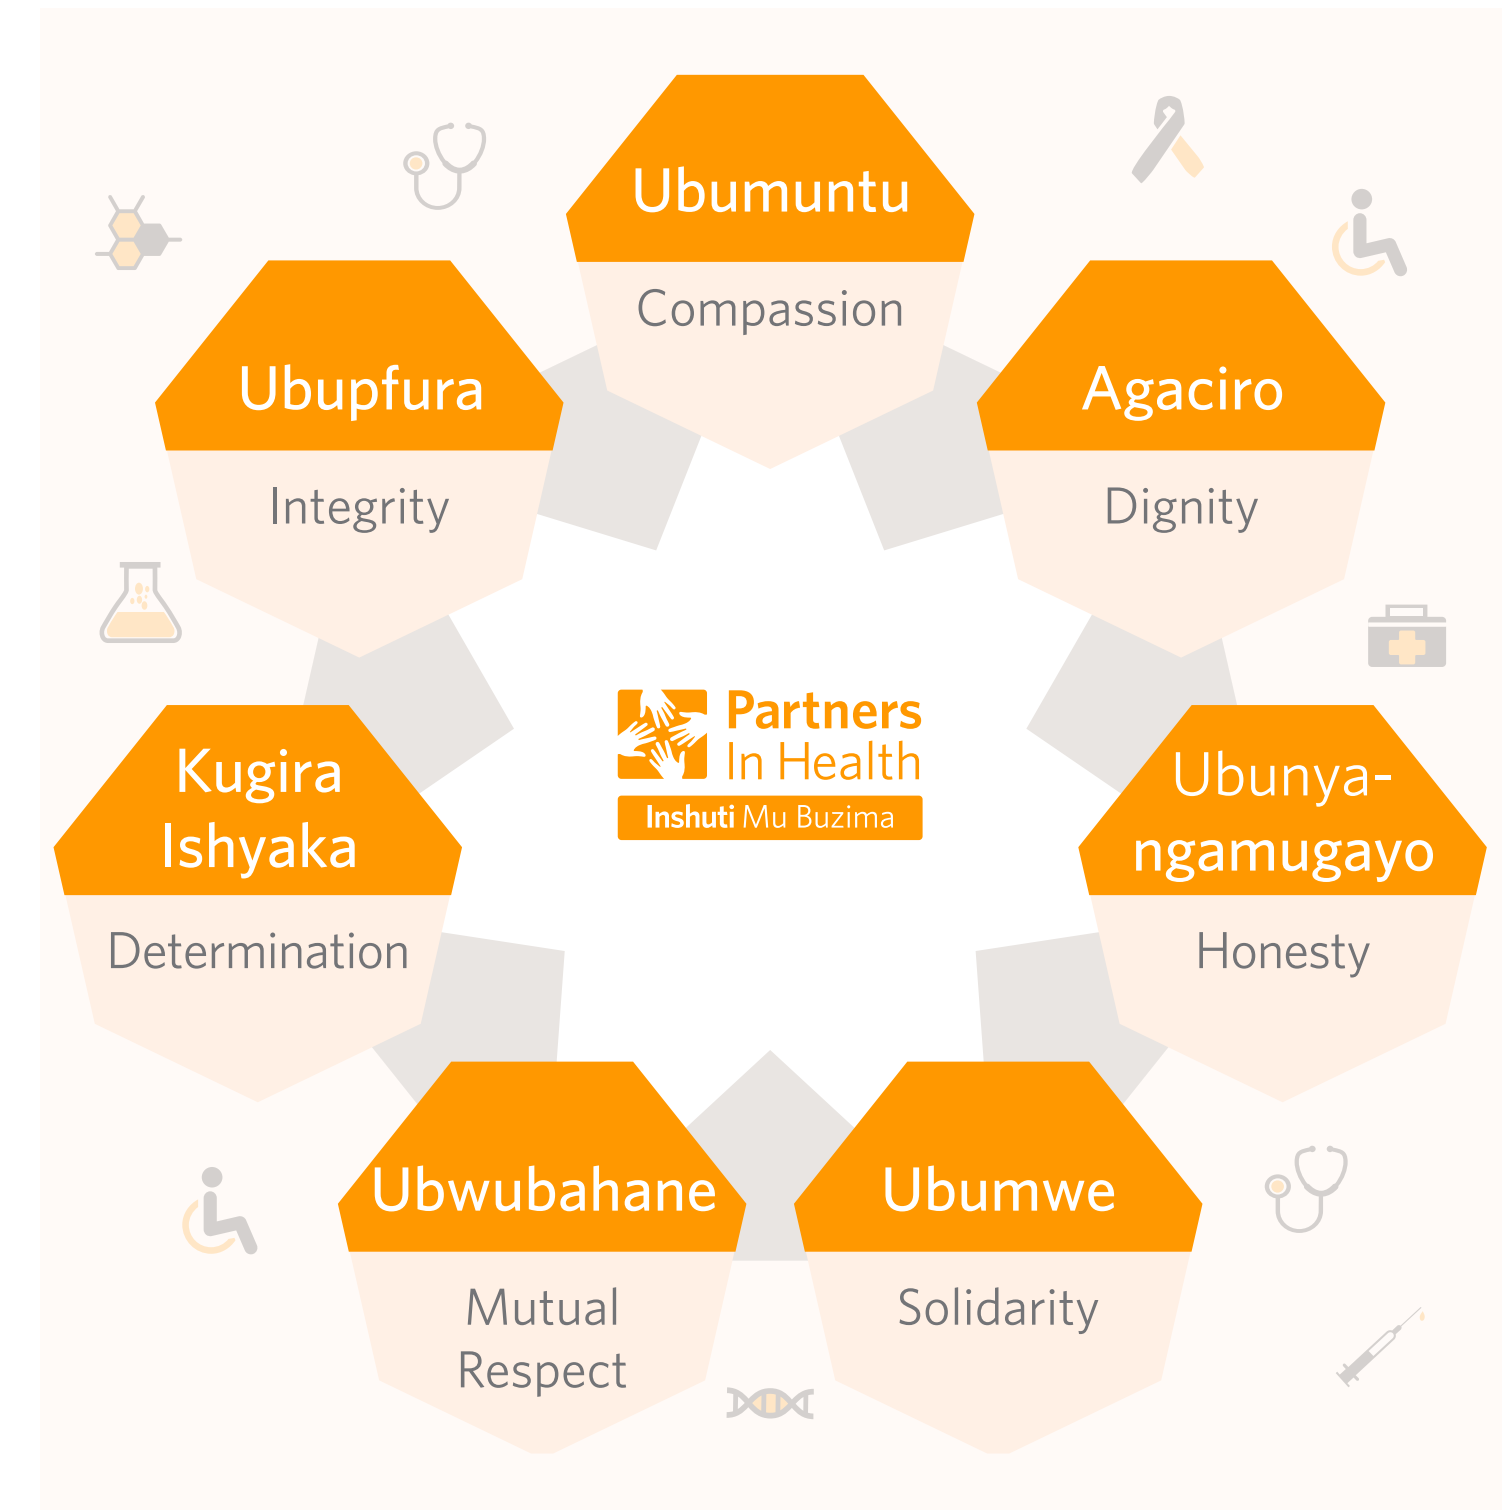 Ubumuntu
Compassion
Agaciro
Dignity
Ubunya-
ngamugayo
Honesty
Ubumwe
Solidarity
Ubwubahane
Mutual
Respect
Kugira
Ishyaka
Determination
Ubupfura
Integrity
Partners
In Health
Inshuti Mu Buzima